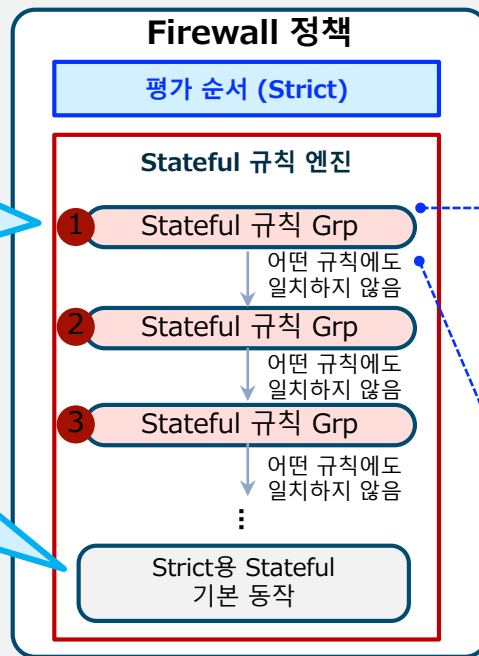 Firewall 정책
평가 순서 (Strict)
Stateful 규칙 엔진
1 Stateful 규칙 Grp
어떤 규칙에도
일치하지 않음
2 Stateful 규칙 Grp
어떤 규칙에도
일치하지 않음
3 Stateful 규칙 Grp
어떤 규칙에도
일치하지 않음
...
Strict용 Stateful
기본 동작